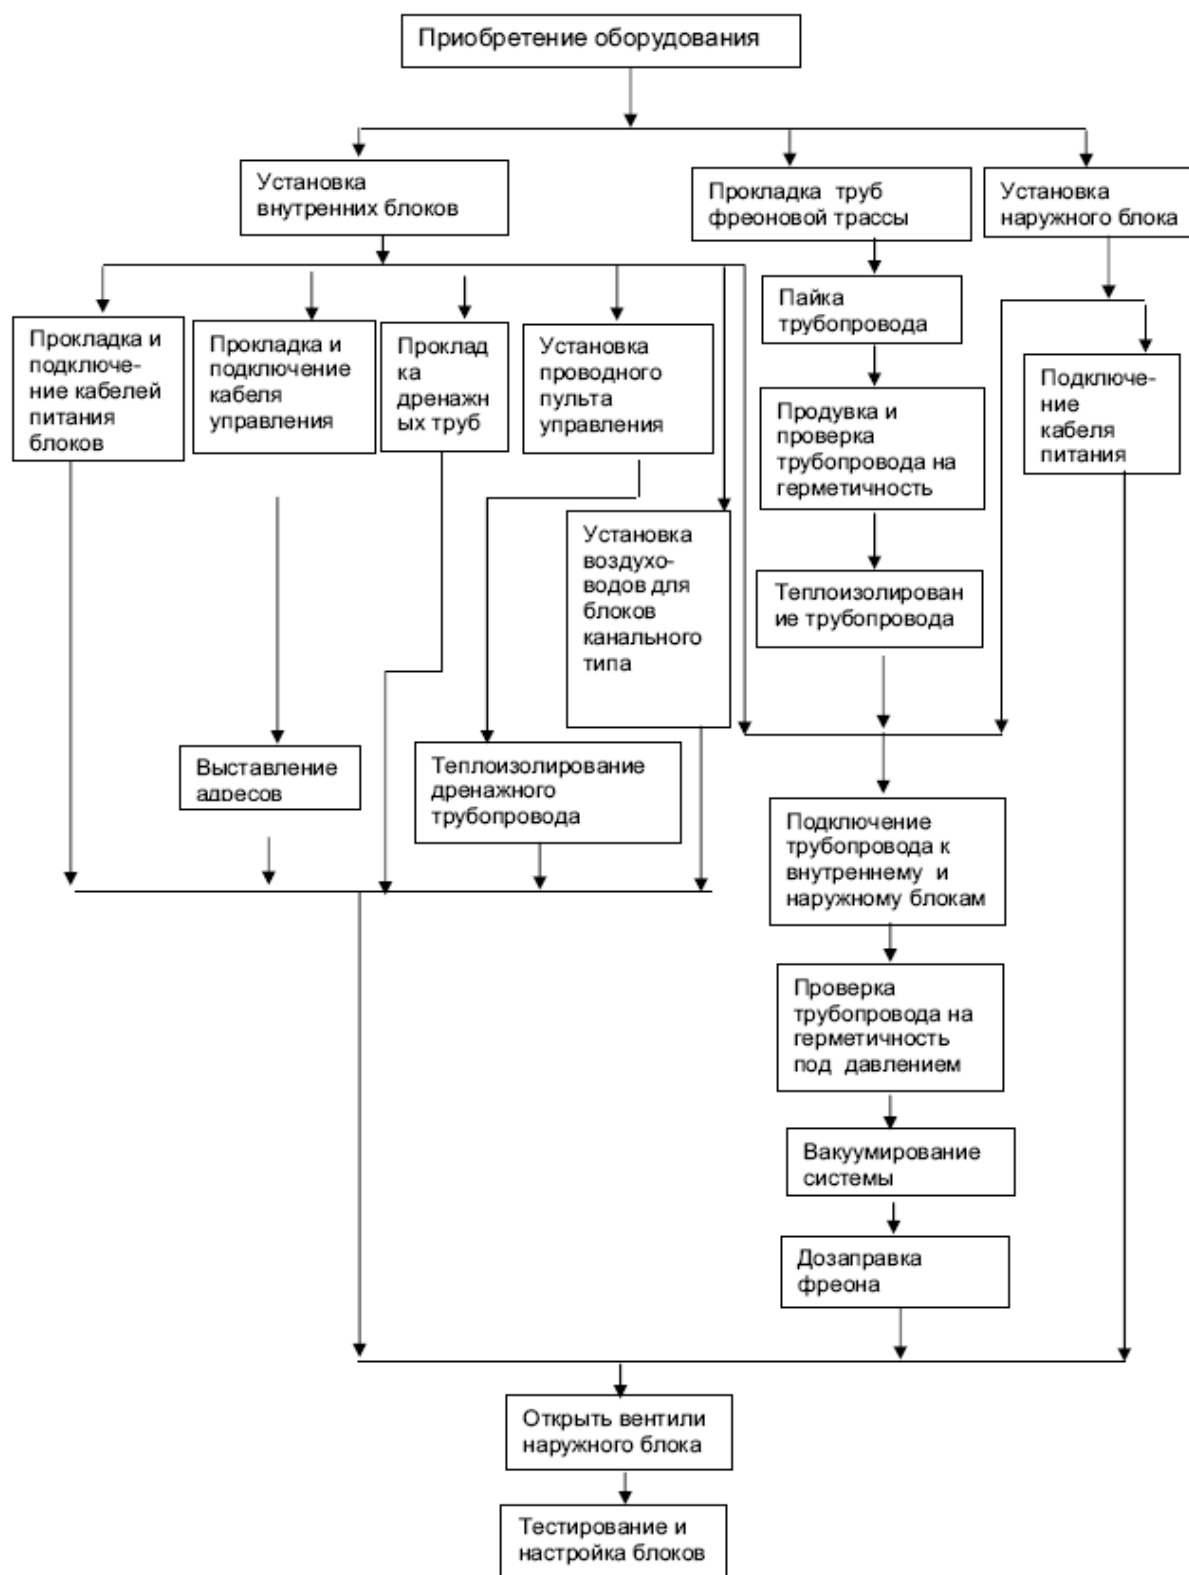 Приобретение оборудования
Установка
внутренних блоков
Прокладка труб
фреоновой трассы
Установка
наружного блока
Прокладка и
подключе-
ние кабелей
питания
блоков
Прокладка и
подключение
кабеля
управления
Проклад
ка
дренажн
ых труб
Установка
проводного
пульта
управления
Пайка
трубопровода
Подключе-
ние
кабеля
питания
Продувка и
проверка
трубопровода на
герметичность
Установка
воздухо-
водов для
блоков
канального
типа
Теплоизолирован
ие трубопровода
Выставление
адресов
Теплоизолирование
дренажного
трубопровода
Подключение
трубопровода к
внутреннему и
наружному блокам
Проверка
трубопровода на
герметичность
под давлением
Вакуумирование
системы
Дозаправка
фреона
Открыть вентили
наружного блока
Тестирование и
настройка блоков